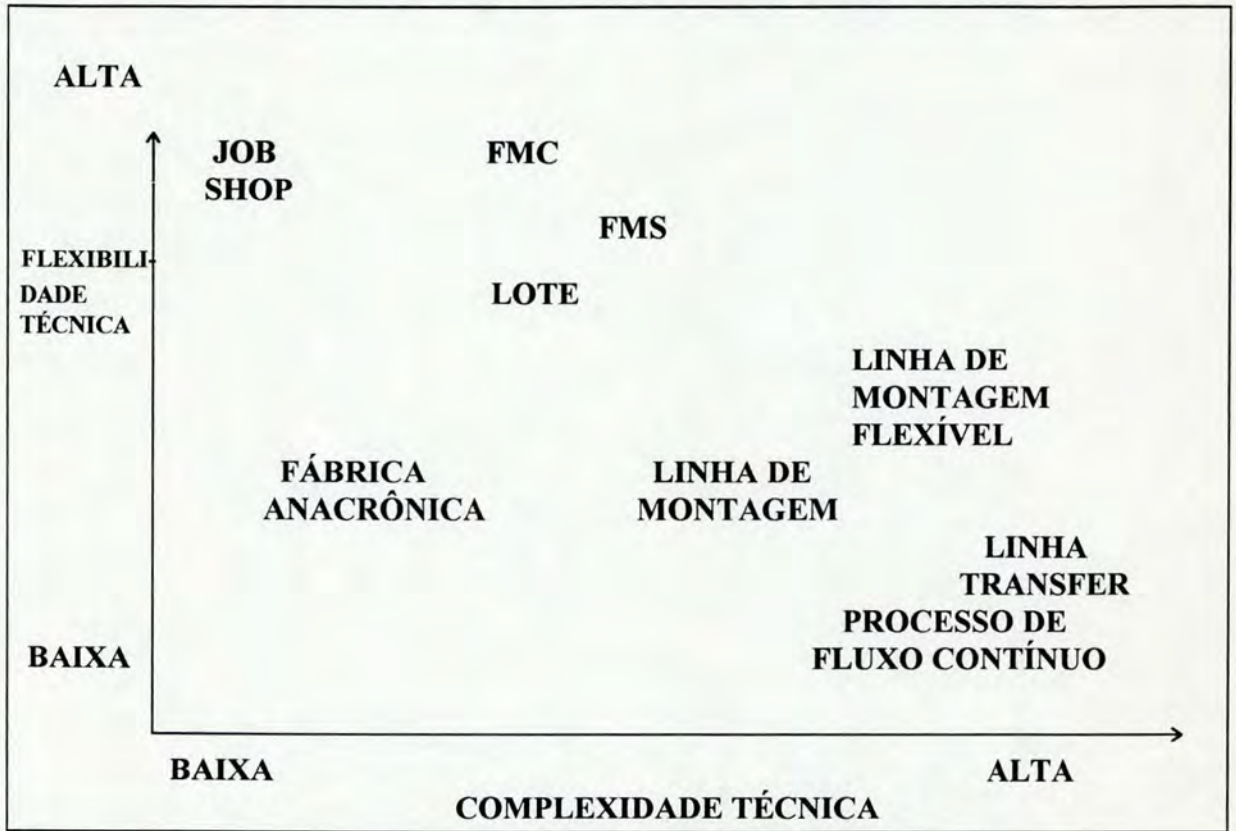 ALTA
JOB
SHOP
FMC
FMS
FLEXIBILI-
DADE
TÉCNICA
LOTE
LINHA DE
MONTAGEM
FLEXÍVEL
FÁBRICA
ANACRÔNICA
LINHA DE
MONTAGEM
LINHA
TRANSFER
PROCESSO DE
FLUXO CONTÍNUO
BAIXA
BAIXA
ALTA
COMPLEXIDADE TÉCNICA